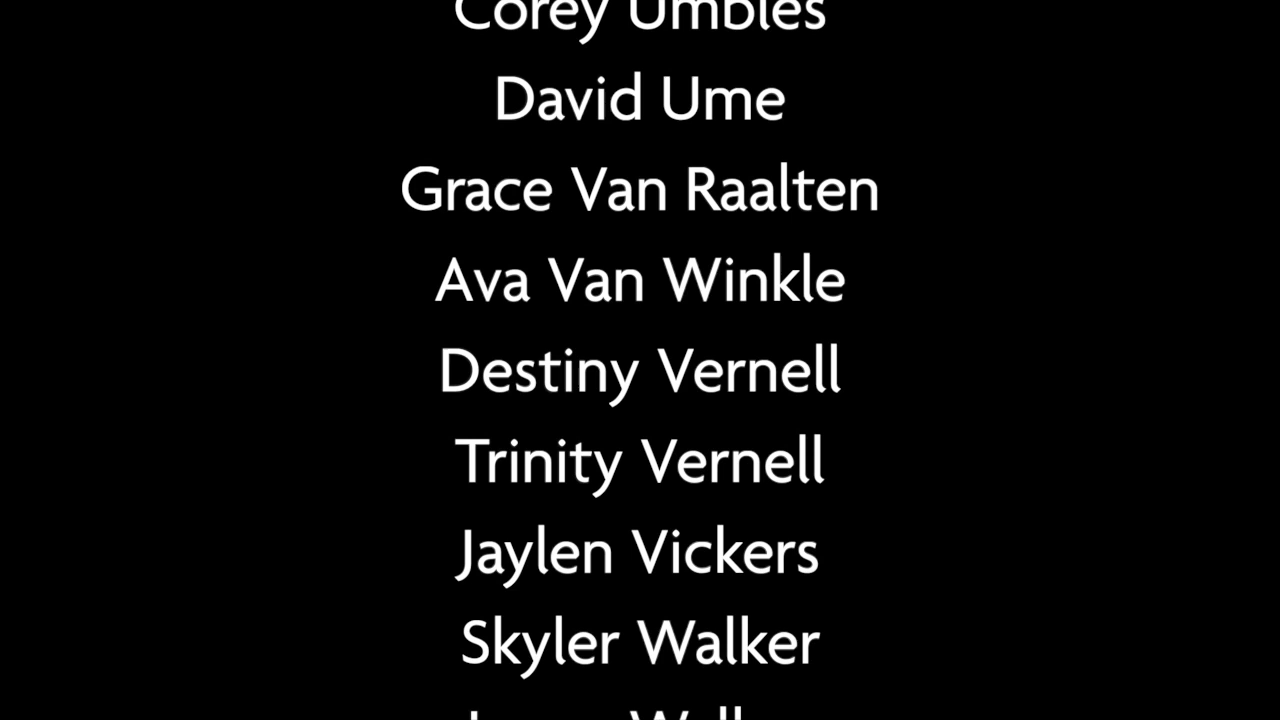 Corey Umbles
David Ume
Grace Van Raalten
Ava Van Winkle
Destiny Vernell
Trinity Vernell
Jaylen Vickers
Skyler Walker